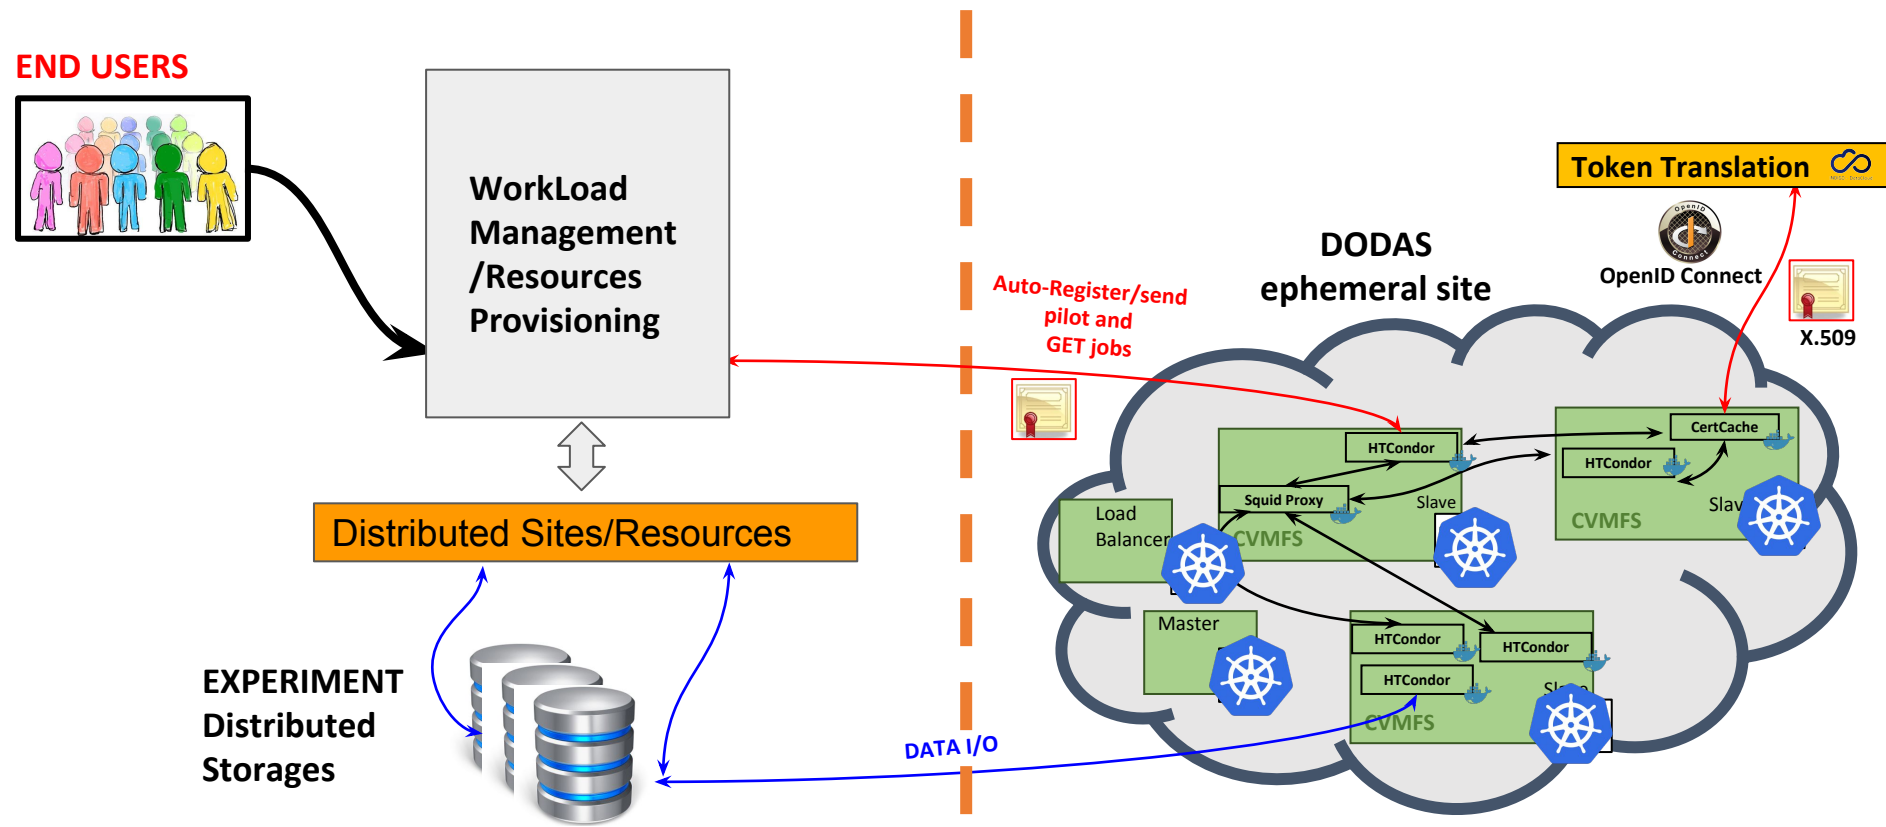 END USERS
WorkLoad
Management
/Resources
Provisioning
Distributed Sites/Resources
EXPERIMENT
Distributed
Storages
DATA I/O
Auto-Register/send
pilot and
GET jobs
DODAS
ephemeral site
Token Translation
OpenID
Connect
OpenID Connect
X.509
HTCondor
Squid Proxy
Slave
CVMFS
CertCache
HTCondor
CVMFS
Load
Balancer
Master
HTCondor
HTCondor
HTCondor
CVMFS